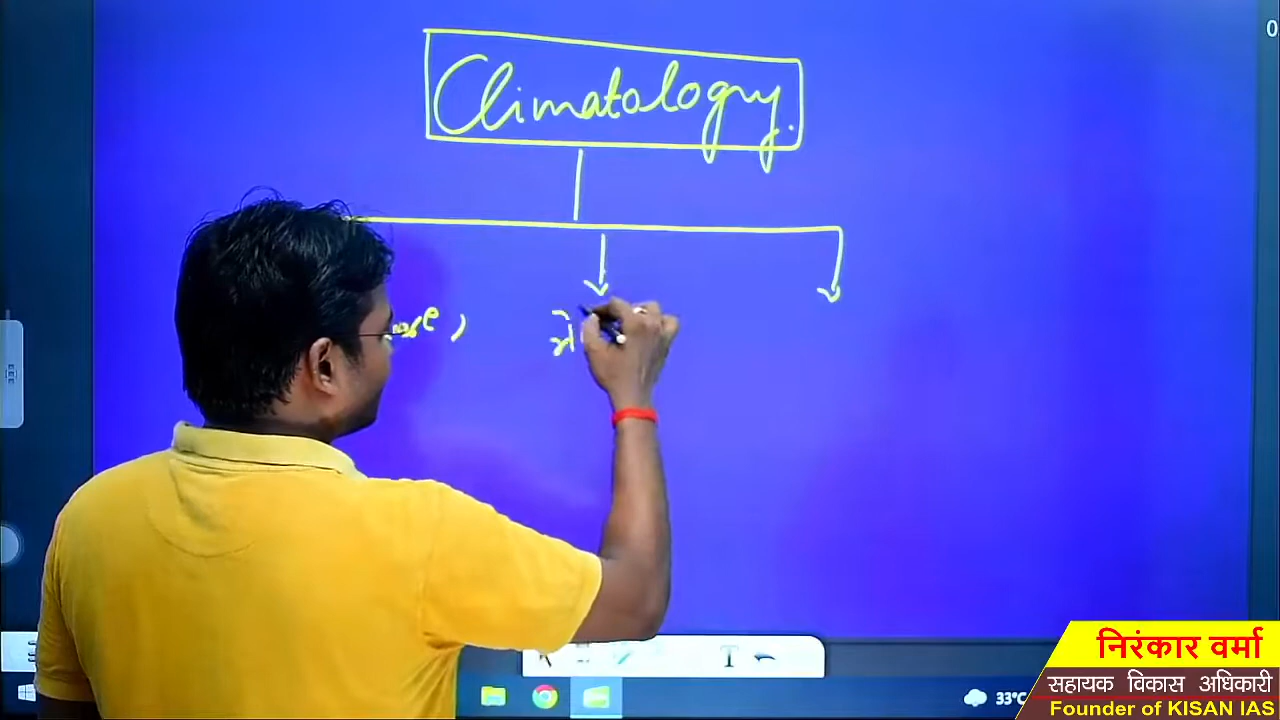 Climatology.
33°C
निरंकार वर्मा
सहायक विकास अधिकारी
Founder of KISAN IAS